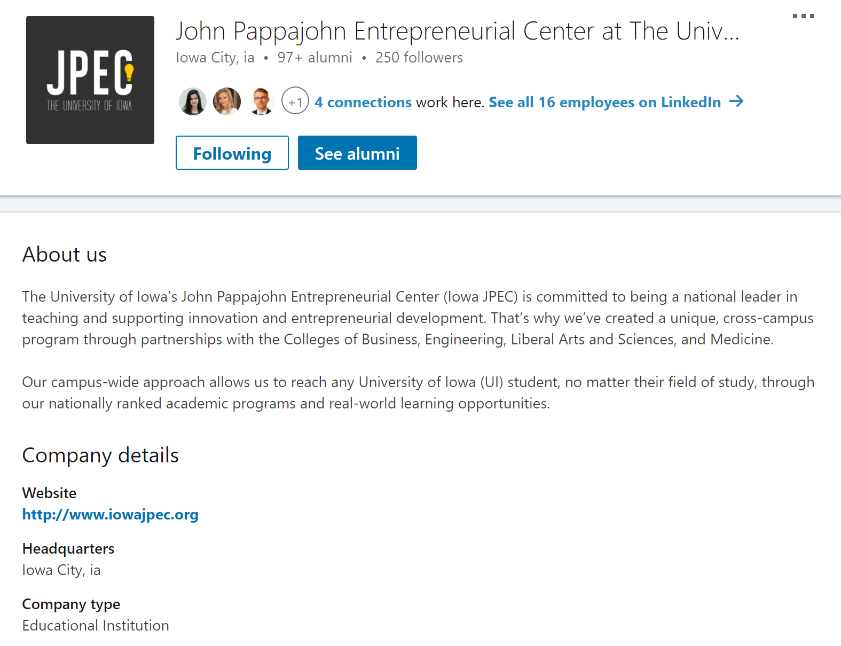 JPEC
THE UNIVERSITY OF IOWA
John Pappajohn Entrepreneurial Center at The Univ...
Iowa City, ia • 97+ alumni • 250 followers
+1 4 connections work here. See all 16 employees on LinkedIn →
Following See alumni
About us
The University of Iowa's John Pappajohn Entrepreneurial Center (Iowa JPEC) is committed to being a national leader in
teaching and supporting innovation and entrepreneurial development. That's why we've created a unique, cross-campus
program through partnerships with the Colleges of Business, Engineering, Liberal Arts and Sciences, and Medicine.
Our campus-wide approach allows us to reach any University of Iowa (UI) student, no matter their field of study, through
our nationally ranked academic programs and real-world learning opportunities.
Company details
Website
http://www.iowajpec.org
Headquarters
Iowa City, ia
Company type
Educational Institution